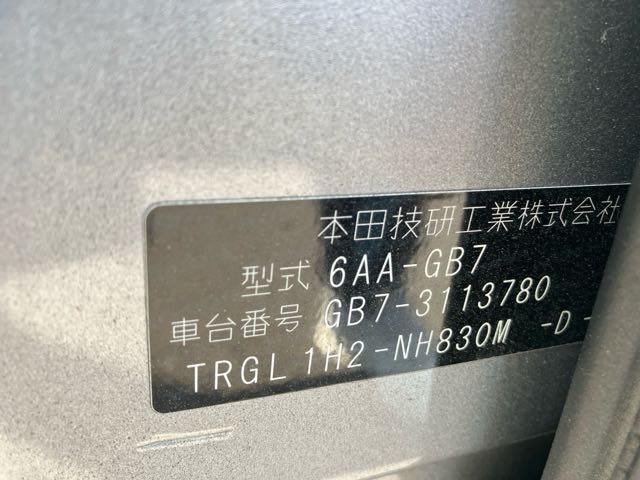 本田技研工業株式会社
型式 6AA-GB7
車台番号 GB7-3113780
TRGL 1H2-NH830M -D -